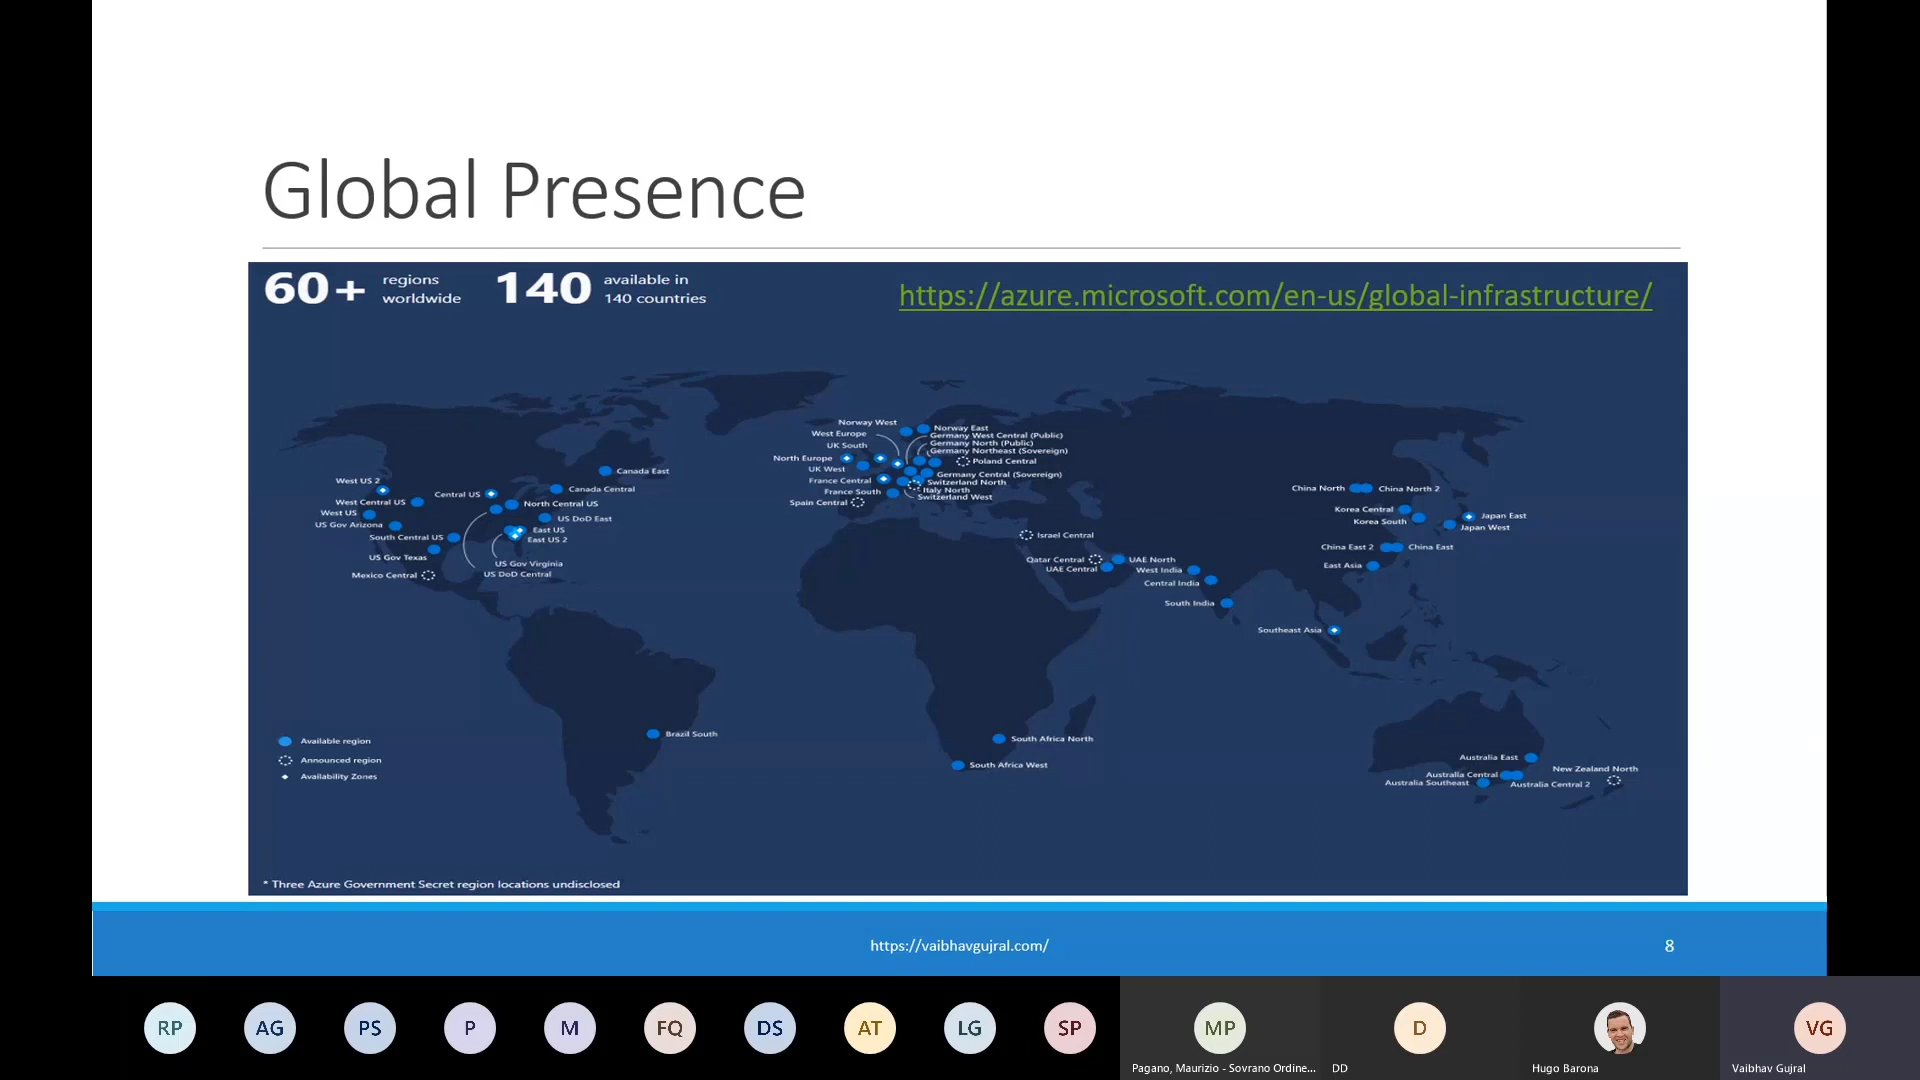 Global Presence
60+ regions worldwide
140 available in 140 countries
https://azure.microsoft.com/en-us/global-infrastructure/
Norway West
Norway East
West Europe
Germany West Central (Public)
Germany North (Public)
UK South
Germany Northeast (Sovereign)
North Europe
Poland Central
UK West
Germany Central (Sovereign)
France Central
Switzerland North
France South
Italy North
Switzerland West
Spain Central
Canada East
West US 2
Canada Central
Central US
West Central US
North Central US
West US
US DoD East
US Gov Arizona
East US
South Central US
East US 2
US Gov Texas
US Gov Virginia
Mexico Central
US DoD Central
China North
China North 2
Korea Central
Japan East
Korea South
Japan West
Israel Central
China East 2
China East
Qatar Central
UAE North
East Asia
UAE Central
West India
Central India
South India
Southeast Asia
Brazil South
South Africa North
South Africa West
Australia East
New Zealand North
Australia Central
Australia Southeast
Australia Central 2
Available region
Announced region
Availability Zones
* Three Azure Government Secret region locations undisclosed
https://vaibhavgujral.com/
8
RP
AG
PS
P
M
FQ
DS
AT
LG
SP
MP
D
VG
Pagano, Maurizio - Sovrano Ordine...
DD
Hugo Barona
Vaibhav Gujral